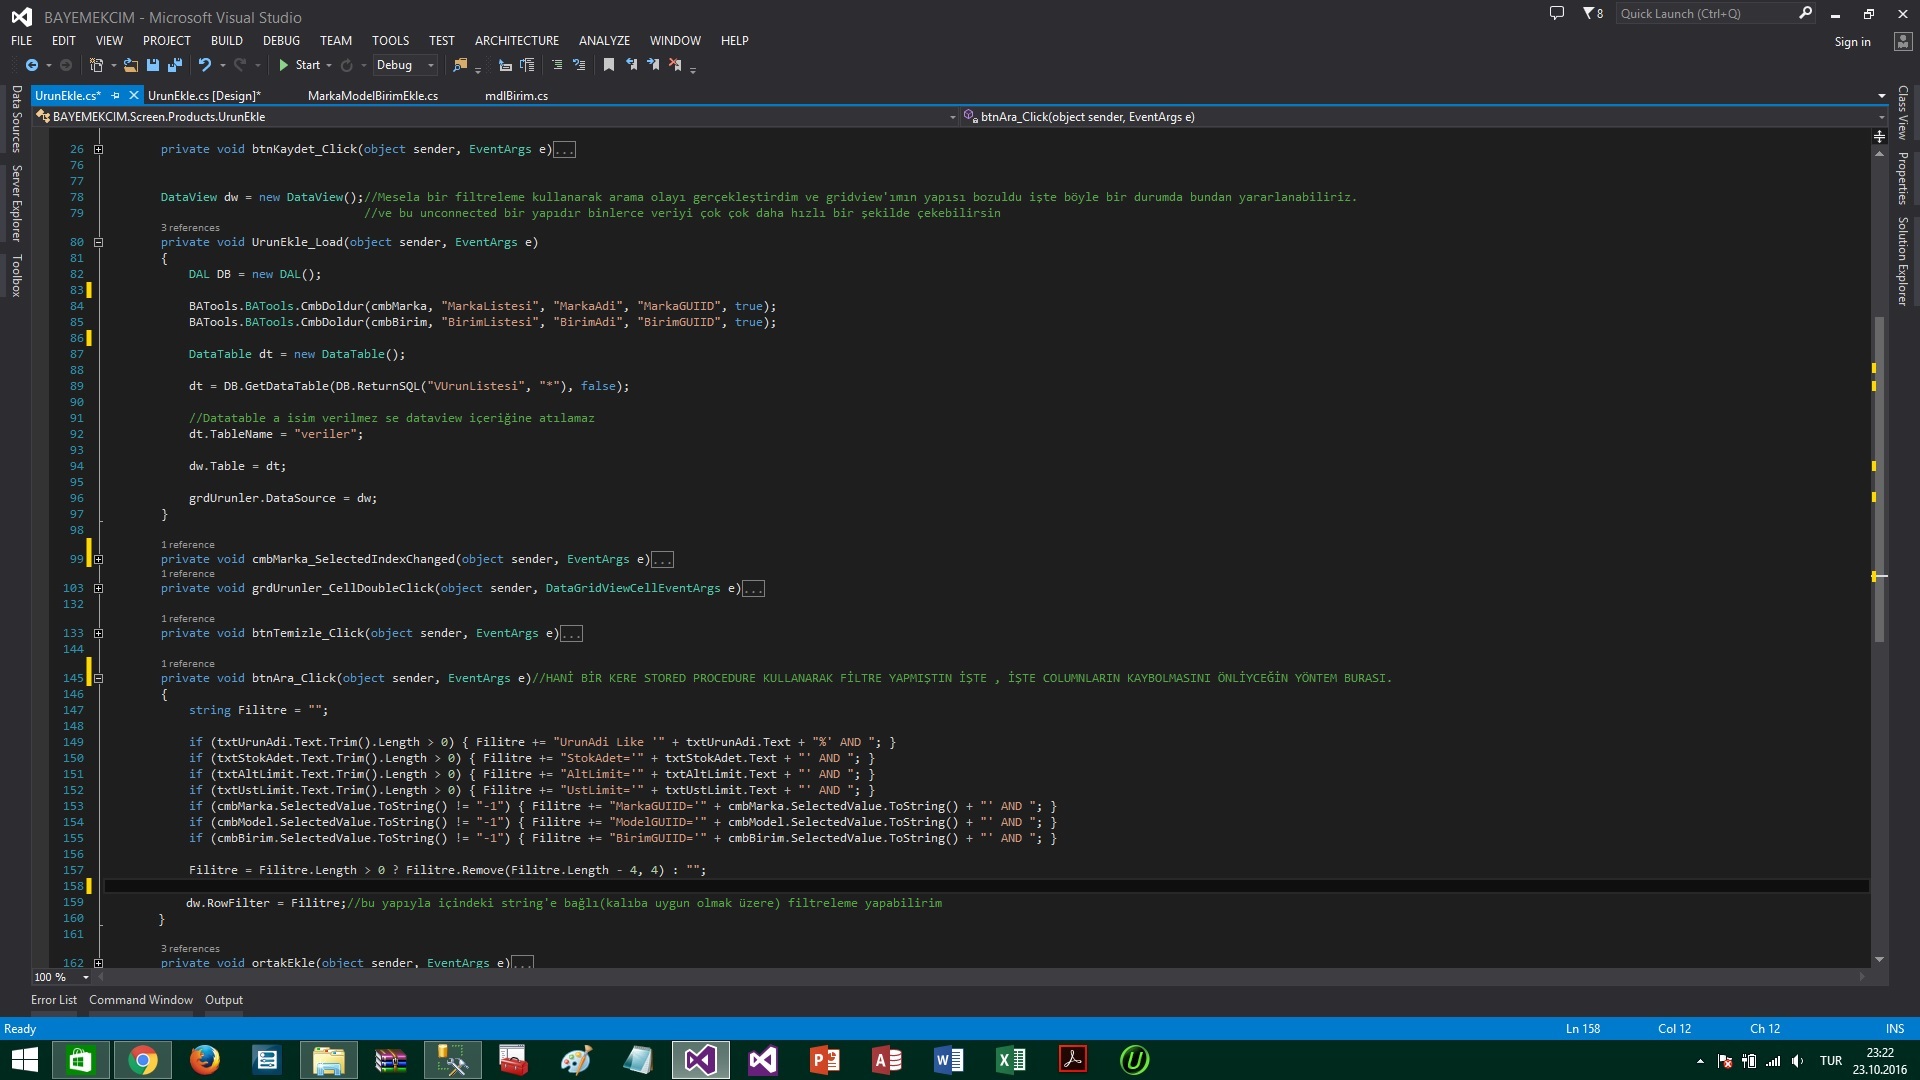 BAYEMEKCIM - Microsoft Visual Studio
8
Quick Launch (Ctrl+Q)
FILE EDIT VIEW PROJECT BUILD DEBUG TEAM TOOLS TEST ARCHITECTURE ANALYZE WINDOW HELP
Sign in
Start
Debug
UrunEkle.cs* UrunEkle.cs [Design]* MarkaModelBirimEkle.cs mdlBirim.cs
BAYEMEKCIM.Screen.Products.UrunEkle
btnAra_Click(object sender, EventArgs e)
Data Sources
Server Explorer
Toolbox
Class View
Properties
Solution Explorer
26 private void btnKaydet_Click(object sender, EventArgs e)...
76
77
78 DataView dw = new DataView();//Mesela bir filtreleme kullanarak arama olayı gerçekleştirdim ve gridview'ımın yapısı bozuldu işte böyle bir durumda bundan yararlanabiliriz.
79 //ve bu unconnected bir yapıdır binlerce veriyi çok çok daha hızlı bir şekilde çekebilirsin
3 references
80 private void UrunEkle_Load(object sender, EventArgs e)
81 {
82 DAL DB = new DAL();
83
84 BATools.BATools.CmbDoldur(cmbMarka, "MarkaListesi", "MarkaAdi", "MarkaGUIID", true);
85 BATools.BATools.CmbDoldur(cmbBirim, "BirimListesi", "BirimAdi", "BirimGUIID", true);
86
87 DataTable dt = new DataTable();
88
89 dt = DB.GetDataTable(DB.ReturnSQL("VUrunListesi", "*"), false);
90
91 //Datatable a isim verilmez se dataview içeriğine atılamaz
92 dt.TableName = "veriler";
93
94 dw.Table = dt;
95
96 grdUrunler.DataSource = dw;
97 }
98
1 reference
99 private void cmbMarka_SelectedIndexChanged(object sender, EventArgs e)...
1 reference
103 private void grdUrunler_CellDoubleClick(object sender, DataGridViewCellEventArgs e)...
132
1 reference
133 private void btnTemizle_Click(object sender, EventArgs e)...
144
1 reference
145 private void btnAra_Click(object sender, EventArgs e)//HANİ BİR KERE STORED PROCEDURE KULLANARAK FİLTRE YAPMIŞTIN İŞTE , İŞTE COLUMNLARIN KAYBOLMASINI ÖNLİYCEĞİN YÖNTEM BURASI.
146 {
147 string Filitre = "";
148
149 if (txtUrunAdi.Text.Trim().Length > 0) { Filitre += "UrunAdi Like '" + txtUrunAdi.Text + "%' AND "; }
150 if (txtStokAdet.Text.Trim().Length > 0) { Filitre += "StokAdet='" + txtStokAdet.Text + "' AND "; }
151 if (txtAltLimit.Text.Trim().Length > 0) { Filitre += "AltLimit='" + txtAltLimit.Text + "' AND "; }
152 if (txtUstLimit.Text.Trim().Length > 0) { Filitre += "UstLimit='" + txtUstLimit.Text + "' AND "; }
153 if (cmbMarka.SelectedValue.ToString() != "-1") { Filitre += "MarkaGUIID='" + cmbMarka.SelectedValue.ToString() + "' AND "; }
154 if (cmbModel.SelectedValue.ToString() != "-1") { Filitre += "ModelGUIID='" + cmbModel.SelectedValue.ToString() + "' AND "; }
155 if (cmbBirim.SelectedValue.ToString() != "-1") { Filitre += "BirimGUIID='" + cmbBirim.SelectedValue.ToString() + "' AND "; }
156
157 Filitre = Filitre.Length > 0 ? Filitre.Remove(Filitre.Length - 4, 4) : "";
158
159 dw.RowFilter = Filitre;//bu yapıyla içindeki string'e bağlı(kalıba uygun olmak üzere) filtreleme yapabilirim
160 }
161
3 references
162 private void ortakEkle(object sender, EventArgs e)...
100 %
Error List Command Window Output
Ready
Ln 158 Col 12 Ch 12 INS
TUR
23:22
23.10.2016